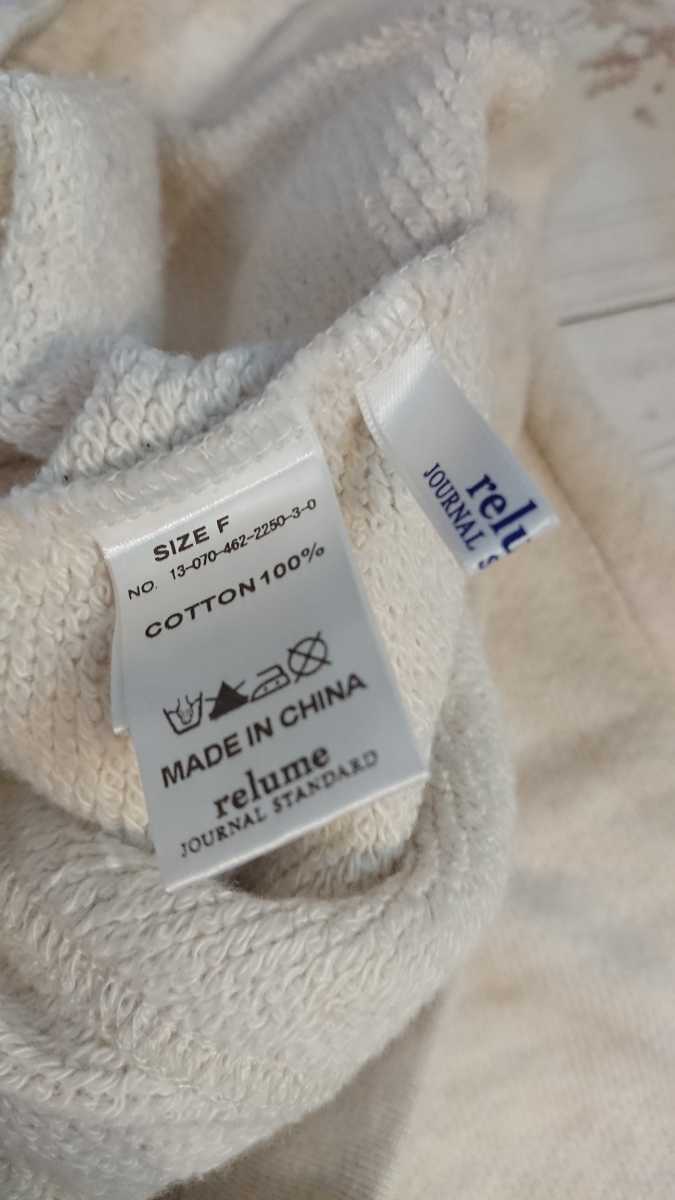 SIZE F
NO. 13-070-462-2250-3-0
COTTON 100%
MADE IN CHINA
relume
JOURNAL STANDARD
relu
JOURNAL S